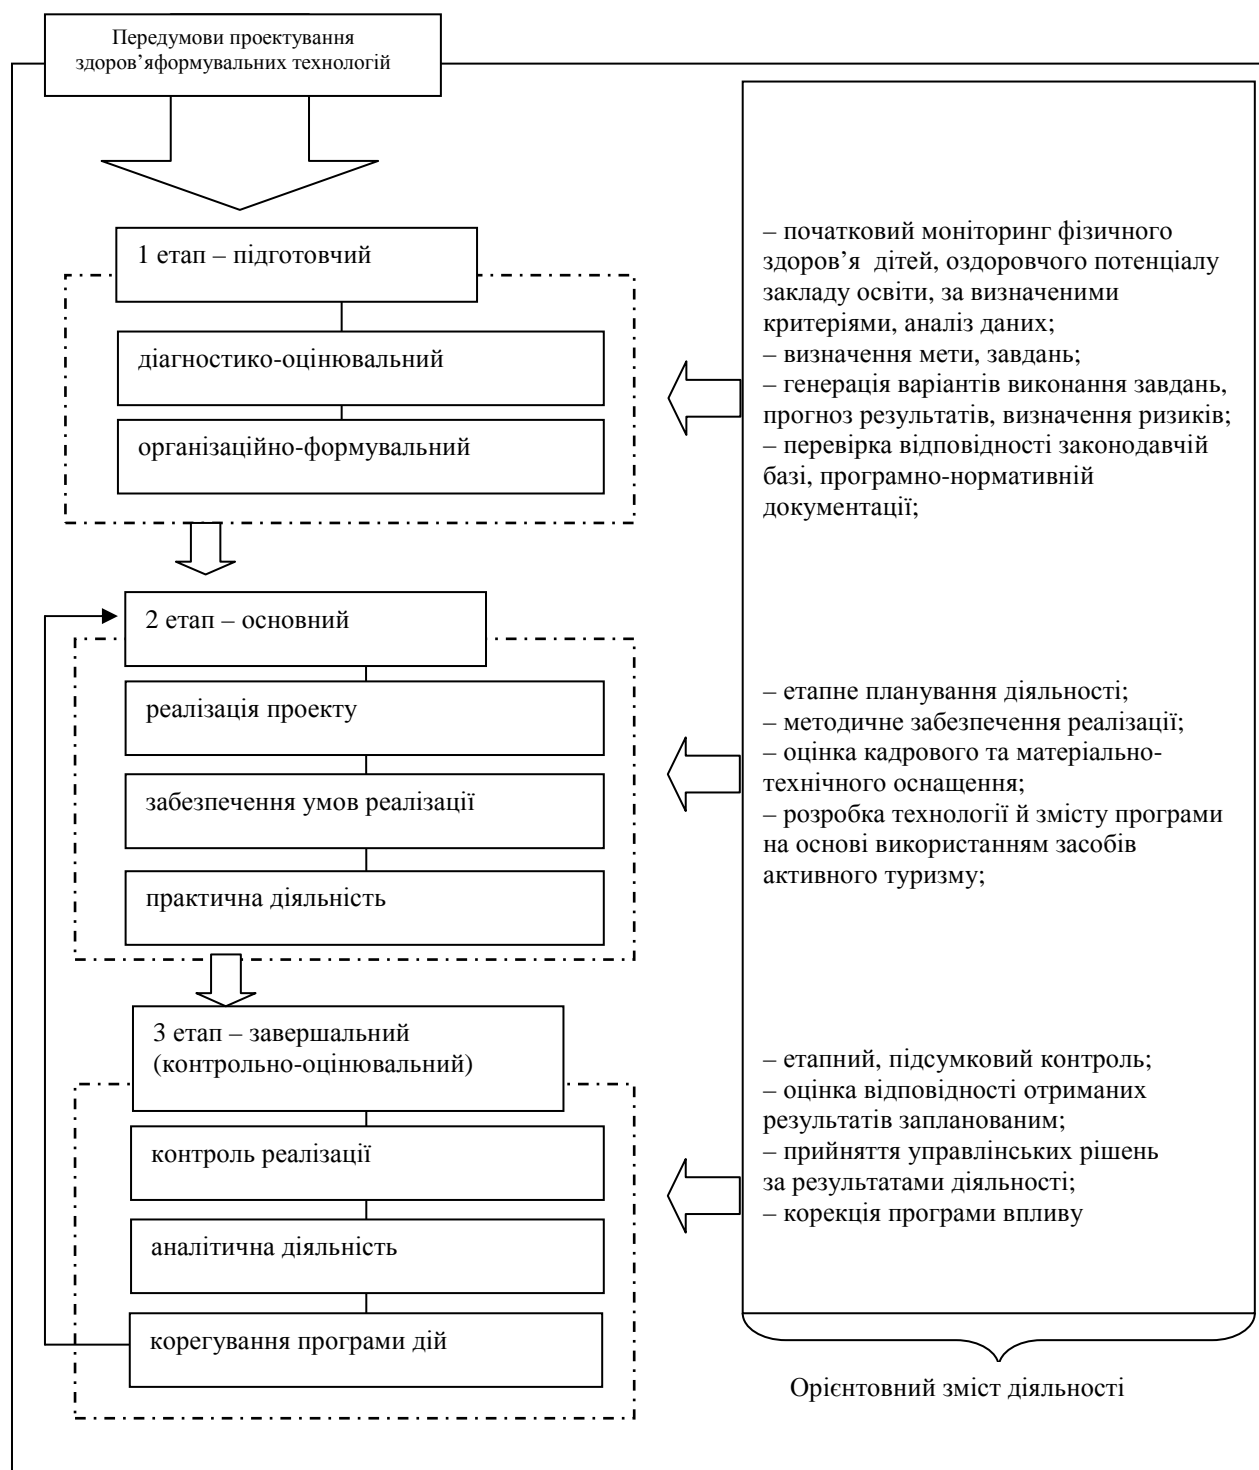 Передумови проектування
здоров’яформувальних технологій
1 етап – підготовчий
діагностико-оцінювальний
організаційно-формувальний
– початковий моніторинг фізичного
здоров’я дітей, оздоровчого потенціалу
закладу освіти, за визначеними
критеріями, аналіз даних;
– визначення мети, завдань;
– генерація варіантів виконання завдань,
прогноз результатів, визначення ризиків;
– перевірка відповідності законодавчій
базі, програмно-нормативній
документації;
2 етап – основний
реалізація проекту
забезпечення умов реалізації
практична діяльність
– етапне планування діяльності;
– методичне забезпечення реалізації;
– оцінка кадрового та матеріально-
технічного оснащення;
– розробка технології й змісту програми
на основі використанням засобів
активного туризму;
3 етап – завершальний
(контрольно-оцінювальний)
контроль реалізації
аналітична діяльність
корегування програми дій
– етапний, підсумковий контроль;
– оцінка відповідності отриманих
результатів запланованим;
– прийняття управлінських рішень
за результатами діяльності;
– корекція програми впливу
Орієнтовний зміст діяльності